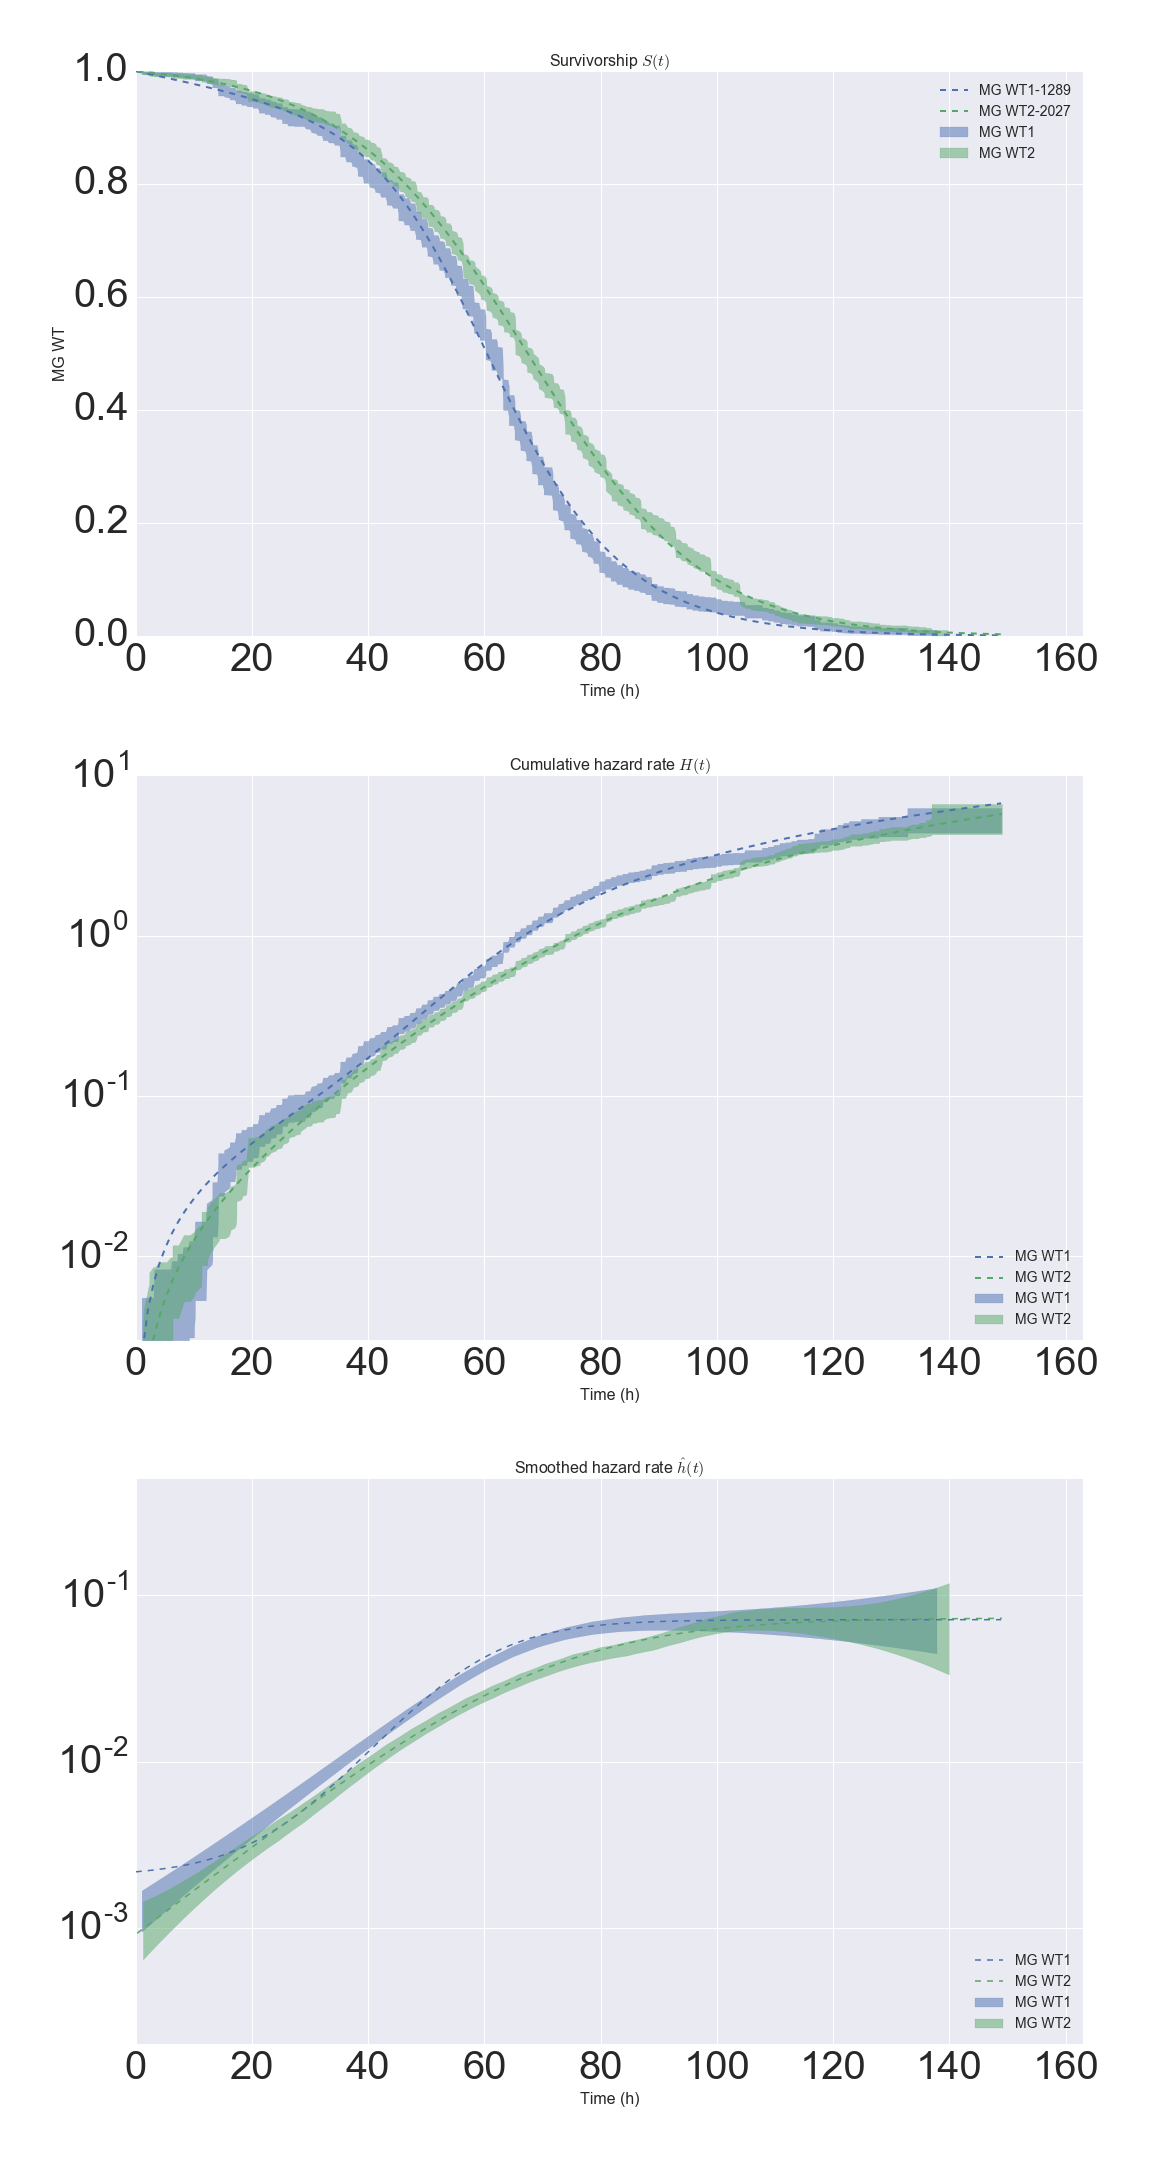 Survivorship S(t)
1.0
0.8
0.6
0.4
0.2
0.0
MG WT
MG WT1-1289
MG WT2-2027
MG WT1
MG WT2
0 20 40 60 80 100 120 140 160
Time (h)
Cumulative hazard rate H(t)
10^1
10^0
10^-1
10^-2
MG WT1
MG WT2
MG WT1
MG WT2
0 20 40 60 80 100 120 140 160
Time (h)
Smoothed hazard rate ĥ(t)
10^-1
10^-2
10^-3
MG WT1
MG WT2
MG WT1
MG WT2
0 20 40 60 80 100 120 140 160
Time (h)